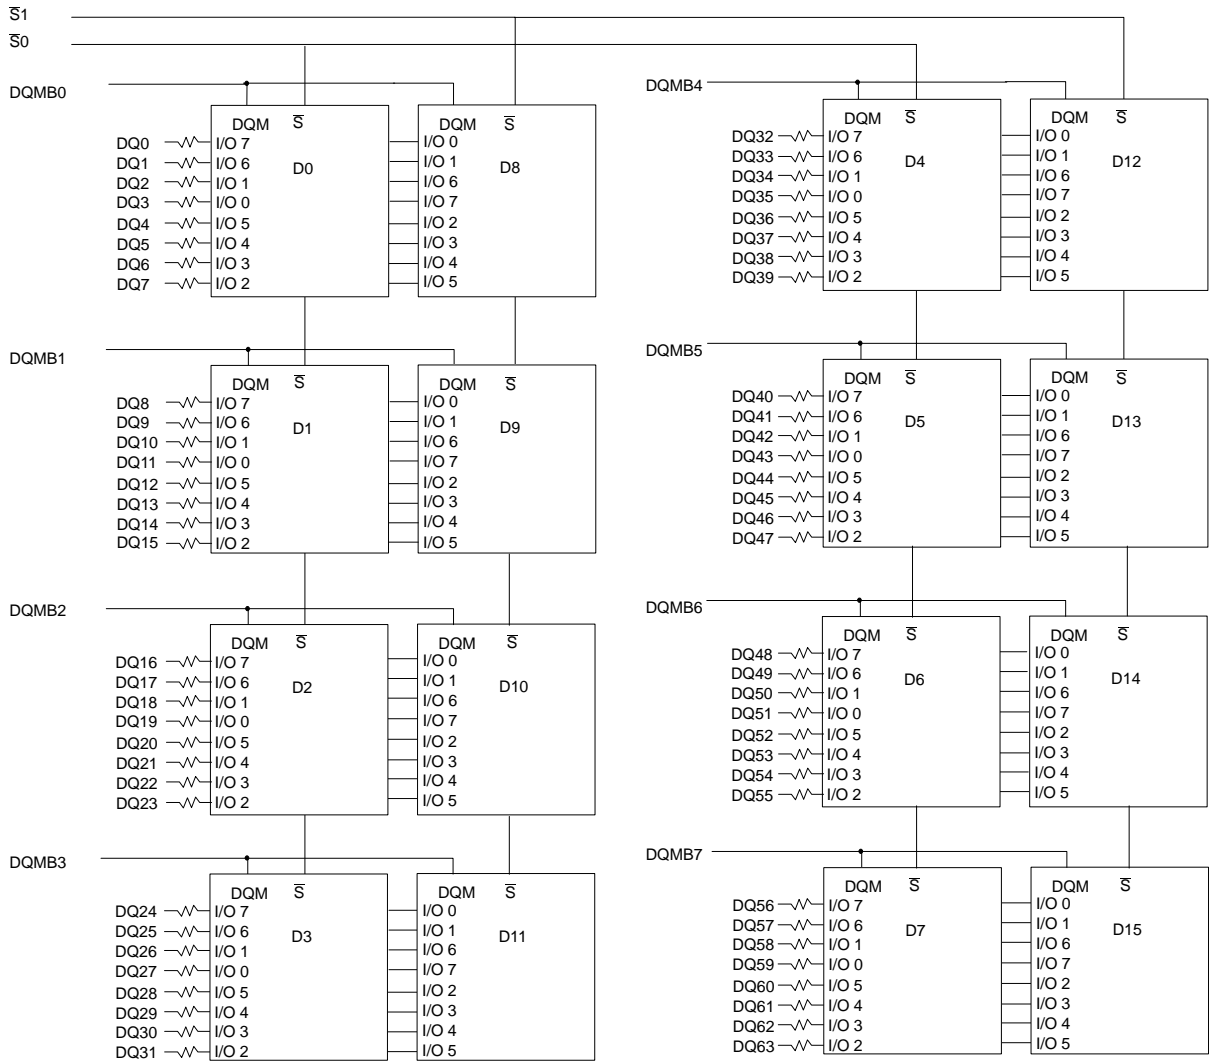 S̅1
S̅0
DQMB0
DQM S̅
DQ0 I/O 7
DQ1 I/O 6
DQ2 I/O 1
DQ3 I/O 0
DQ4 I/O 5
DQ5 I/O 4
DQ6 I/O 3
DQ7 I/O 2
D0
DQM S̅
I/O 0
I/O 1
I/O 6
I/O 7
I/O 2
I/O 3
I/O 4
I/O 5
D8
DQMB1
DQM S̅
DQ8 I/O 7
DQ9 I/O 6
DQ10 I/O 1
DQ11 I/O 0
DQ12 I/O 5
DQ13 I/O 4
DQ14 I/O 3
DQ15 I/O 2
D1
DQM S̅
I/O 0
I/O 1
I/O 6
I/O 7
I/O 2
I/O 3
I/O 4
I/O 5
D9
DQMB2
DQM S̅
DQ16 I/O 7
DQ17 I/O 6
DQ18 I/O 1
DQ19 I/O 0
DQ20 I/O 5
DQ21 I/O 4
DQ22 I/O 3
DQ23 I/O 2
D2
DQM S̅
I/O 0
I/O 1
I/O 6
I/O 7
I/O 2
I/O 3
I/O 4
I/O 5
D10
DQMB3
DQM S̅
DQ24 I/O 7
DQ25 I/O 6
DQ26 I/O 1
DQ27 I/O 0
DQ28 I/O 5
DQ29 I/O 4
DQ30 I/O 3
DQ31 I/O 2
D3
DQM S̅
I/O 0
I/O 1
I/O 6
I/O 7
I/O 2
I/O 3
I/O 4
I/O 5
D11
DQMB4
DQM S̅
DQ32 I/O 7
DQ33 I/O 6
DQ34 I/O 1
DQ35 I/O 0
DQ36 I/O 5
DQ37 I/O 4
DQ38 I/O 3
DQ39 I/O 2
D4
DQM S̅
I/O 0
I/O 1
I/O 6
I/O 7
I/O 2
I/O 3
I/O 4
I/O 5
D12
DQMB5
DQM S̅
DQ40 I/O 7
DQ41 I/O 6
DQ42 I/O 1
DQ43 I/O 0
DQ44 I/O 5
DQ45 I/O 4
DQ46 I/O 3
DQ47 I/O 2
D5
DQM S̅
I/O 0
I/O 1
I/O 6
I/O 7
I/O 2
I/O 3
I/O 4
I/O 5
D13
DQMB6
DQM S̅
DQ48 I/O 7
DQ49 I/O 6
DQ50 I/O 1
DQ51 I/O 0
DQ52 I/O 5
DQ53 I/O 4
DQ54 I/O 3
DQ55 I/O 2
D6
DQM S̅
I/O 0
I/O 1
I/O 6
I/O 7
I/O 2
I/O 3
I/O 4
I/O 5
D14
DQMB7
DQM S̅
DQ56 I/O 7
DQ57 I/O 6
DQ58 I/O 1
DQ59 I/O 0
DQ60 I/O 5
DQ61 I/O 4
DQ62 I/O 3
DQ63 I/O 2
D7
DQM S̅
I/O 0
I/O 1
I/O 6
I/O 7
I/O 2
I/O 3
I/O 4
I/O 5
D15